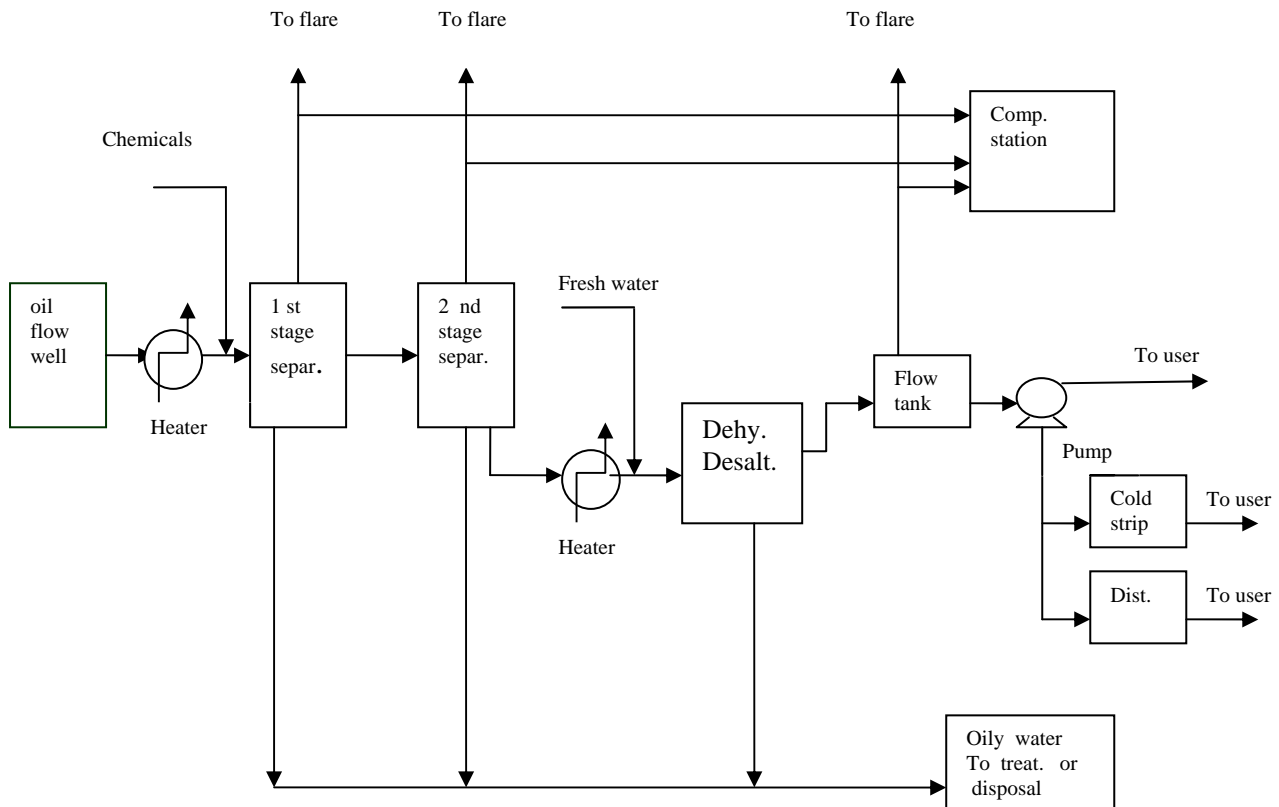 To flare
To flare
To flare
Comp.
station
Chemicals
oil
flow
well
1 st
stage
separ.
2 nd
stage
separ.
Fresh water
Heater
Dehy.
Desalt.
Flow
tank
To user
Pump
Heater
Cold
strip
To user
Dist.
To user
Oily water
To treat. or
disposal